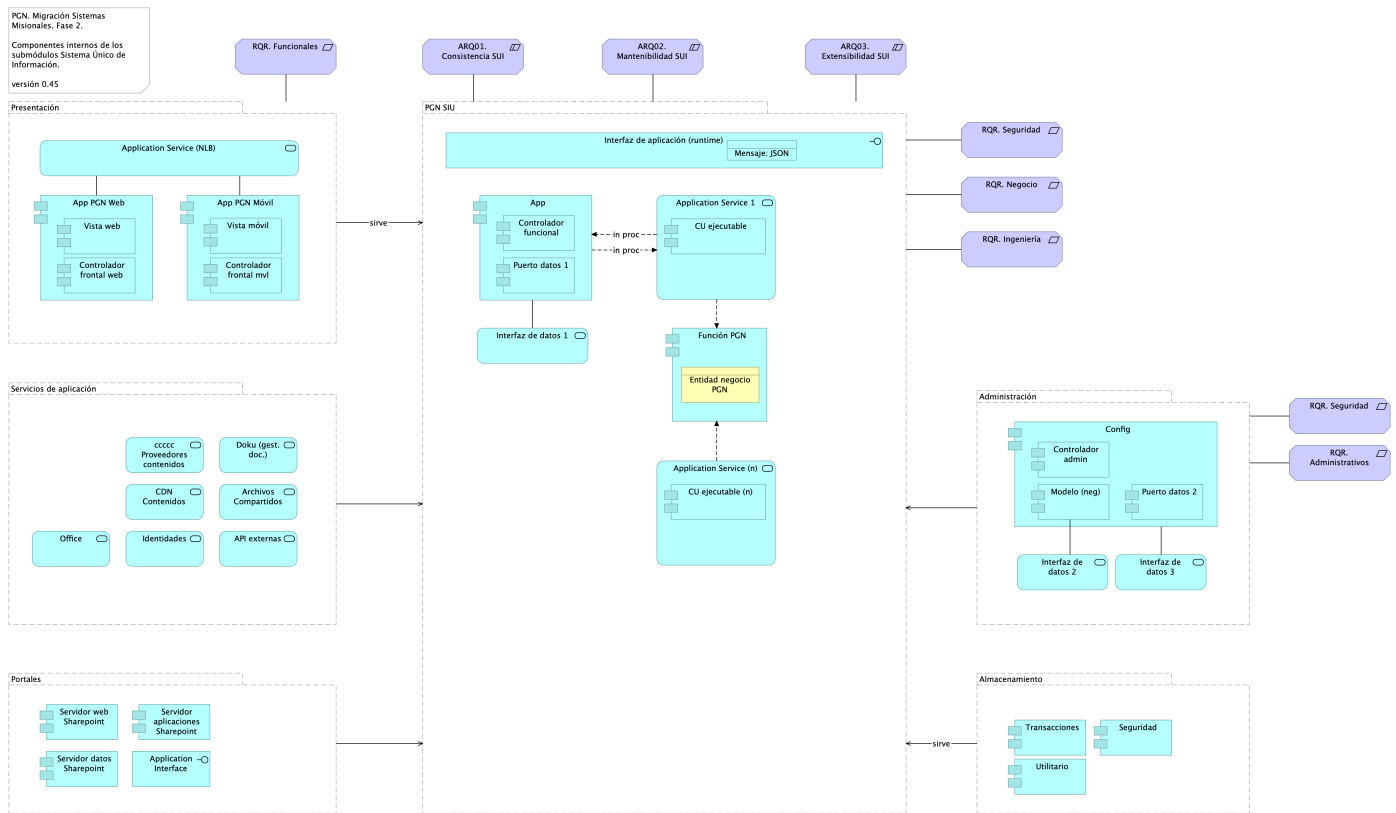 PGN. Migración Sistemas
Misionales. Fase 2.
Componentes internos de los
submódulos Sistema Único de
Información.
versión 0.45
RQR. Funcionales
ARQ01.
Consistencia SUI
ARQ02.
Mantenibilidad SUI
ARQ03.
Extensibilidad SUI
Presentación
Application Service (NLB)
App PGN Web
Vista web
Controlador
frontal web
App PGN Móvil
Vista móvil
Controlador
frontal mvl
sirve
PGN SIU
Interfaz de aplicación (runtime)
Mensaje: JSON
App
Controlador
funcional
Puerto datos 1
Interfaz de datos 1
in proc
in proc
Application Service 1
CU ejecutable
Función PGN
Entidad negocio
PGN
Application Service (n)
CU ejecutable (n)
RQR. Seguridad
RQR. Negocio
RQR. Ingeniería
Servicios de aplicación
ccccc
Proveedores
contenidos
Doku (gest.
doc.)
CDN
Contenidos
Archivos
Compartidos
Office
Identidades
API externas
Administración
Config
Controlador
admin
Modelo (neg)
Puerto datos 2
Interfaz de
datos 2
Interfaz de
datos 3
RQR. Seguridad
RQR.
Administrativos
Portales
Servidor web
Sharepoint
Servidor
aplicaciones
Sharepoint
Servidor datos
Sharepoint
Application
Interface
Almacenamiento
sirve
Transacciones
Seguridad
Utilitario